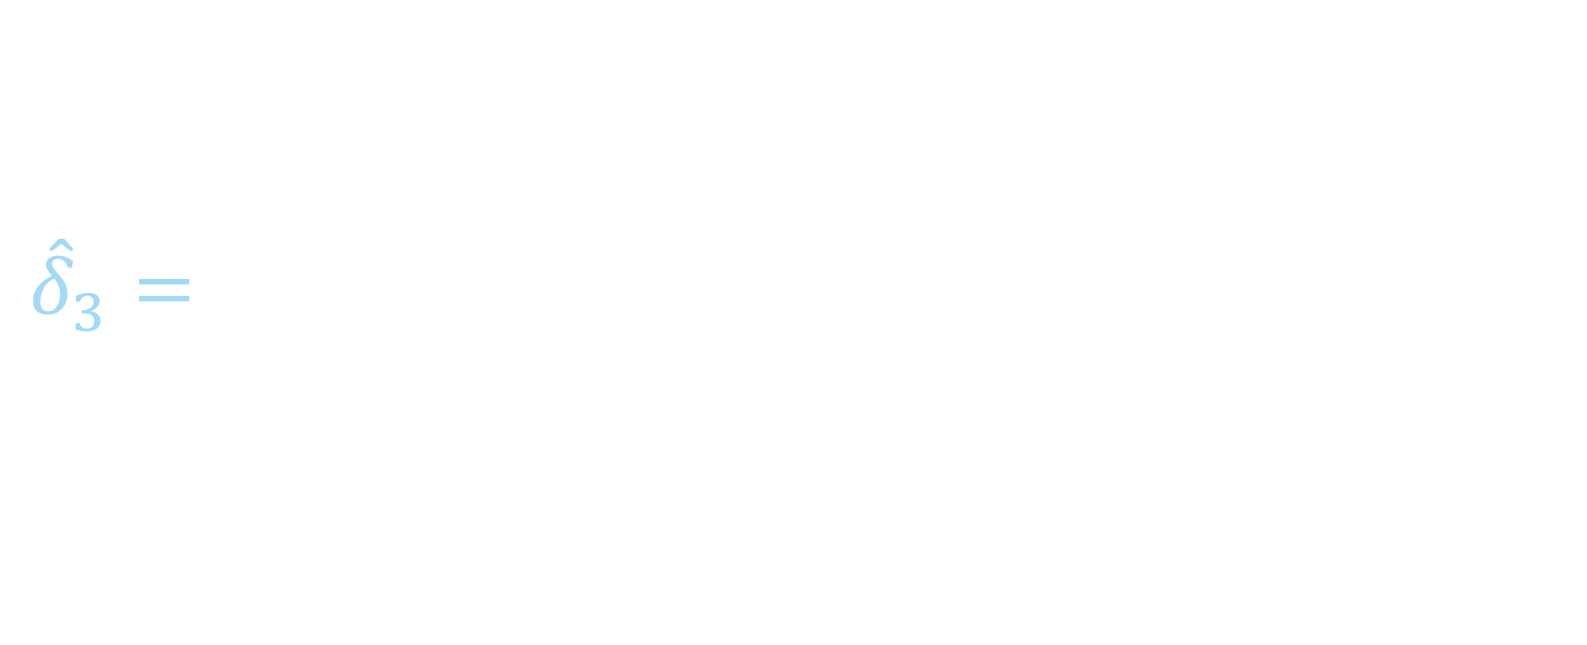 δ̂₃ =